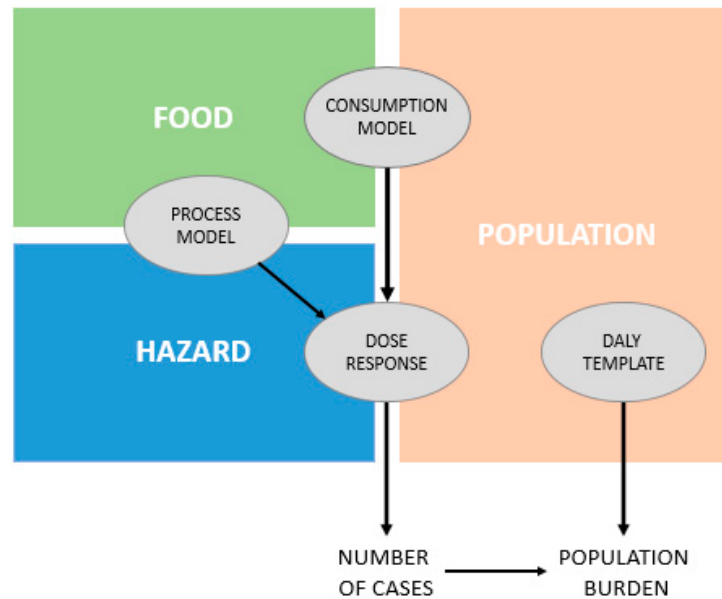 FOOD
CONSUMPTION
MODEL
PROCESS
MODEL
POPULATION
HAZARD
DOSE
RESPONSE
DALY
TEMPLATE
NUMBER
OF CASES
POPULATION
BURDEN